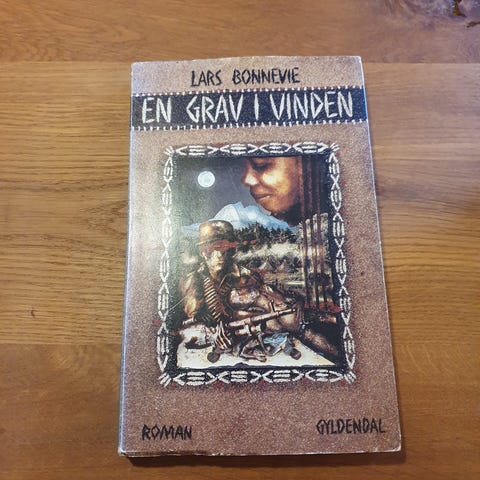 LARS BONNEVIE
EN GRAV I VINDEN
ROMAN
GYLDENDAL